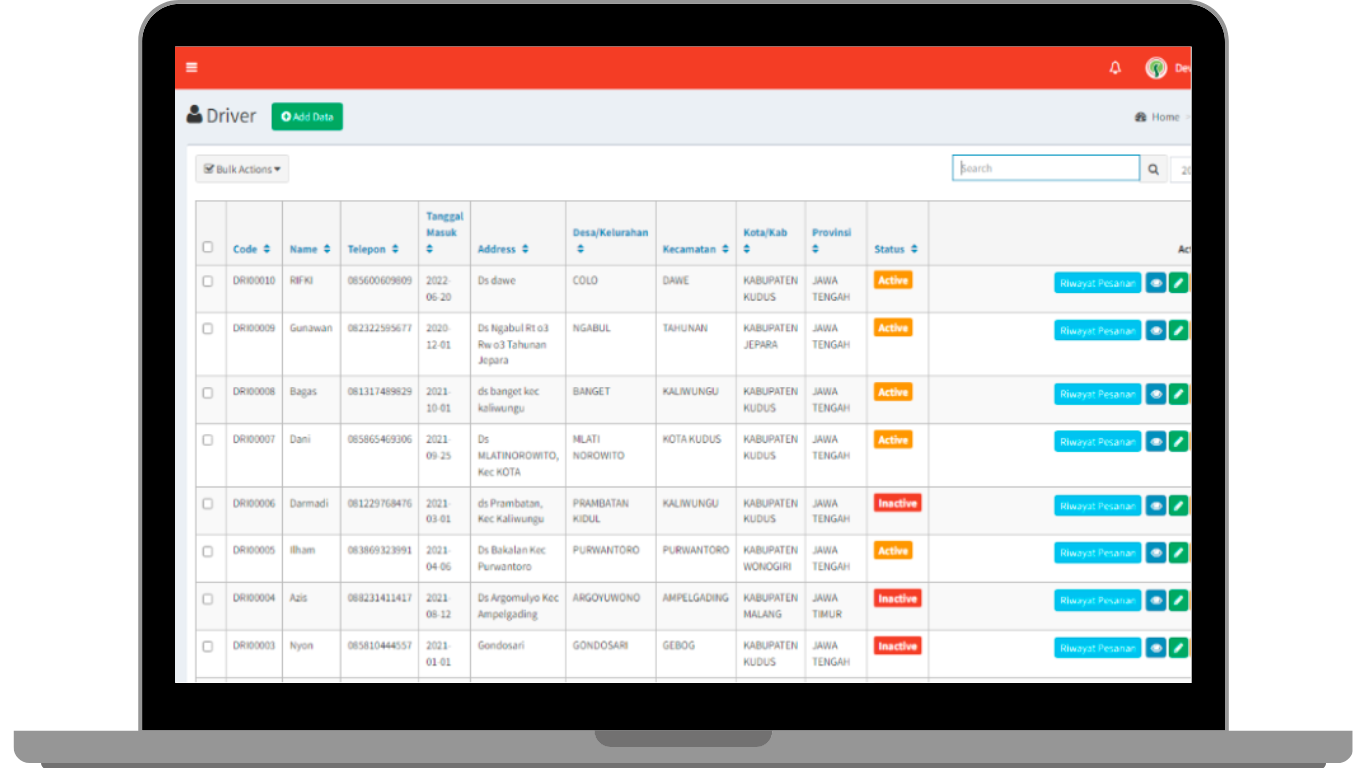 Dev
Driver
Add Data
Home
Bulk Actions
Search
20
Code Name Telepon Tanggal Masuk Address Desa/Kelurahan Kecamatan Kota/Kab Provinsi Status Act
DRI00010 RIFKI 085600609809 2022-06-20 Ds dawe COLO DAWE KABUPATEN KUDUS JAWA TENGAH Active Riwayat Pesanan
DRI00009 Gunawan 082322595677 2020-12-01 Ds Ngabul Rt 03 Rw 03 Tahunan Jepara NGABUL TAHUNAN KABUPATEN JEPARA JAWA TENGAH Active Riwayat Pesanan
DRI00008 Bagas 081317489829 2021-10-01 ds banget kec kaliwungu BANGET KALIWUNGU KABUPATEN KUDUS JAWA TENGAH Active Riwayat Pesanan
DRI00007 Dani 085865469306 2021-09-25 Ds MLATINOROWITO, Kec KOTA MLATI NOROWITO KOTA KUDUS KABUPATEN KUDUS JAWA TENGAH Active Riwayat Pesanan
DRI00006 Darmadi 081229768476 2021-03-01 ds Prambatan, Kec Kaliwungu PRAMBATAN KIDUL KALIWUNGU KABUPATEN KUDUS JAWA TENGAH Inactive Riwayat Pesanan
DRI00005 Ilham 083869323991 2021-04-06 Ds Bakalan Kec Purwantoro PURWANTORO PURWANTORO KABUPATEN WONOGIRI JAWA TENGAH Active Riwayat Pesanan
DRI00004 Azis 088231411417 2021-08-12 Ds Argomulyo Kec Ampelgading ARGOYUWONO AMPELGADING KABUPATEN MALANG JAWA TIMUR Inactive Riwayat Pesanan
DRI00003 Nyon 085810444557 2021-01-01 Gondosari GONDOSARI GEBOG KABUPATEN KUDUS JAWA TENGAH Inactive Riwayat Pesanan